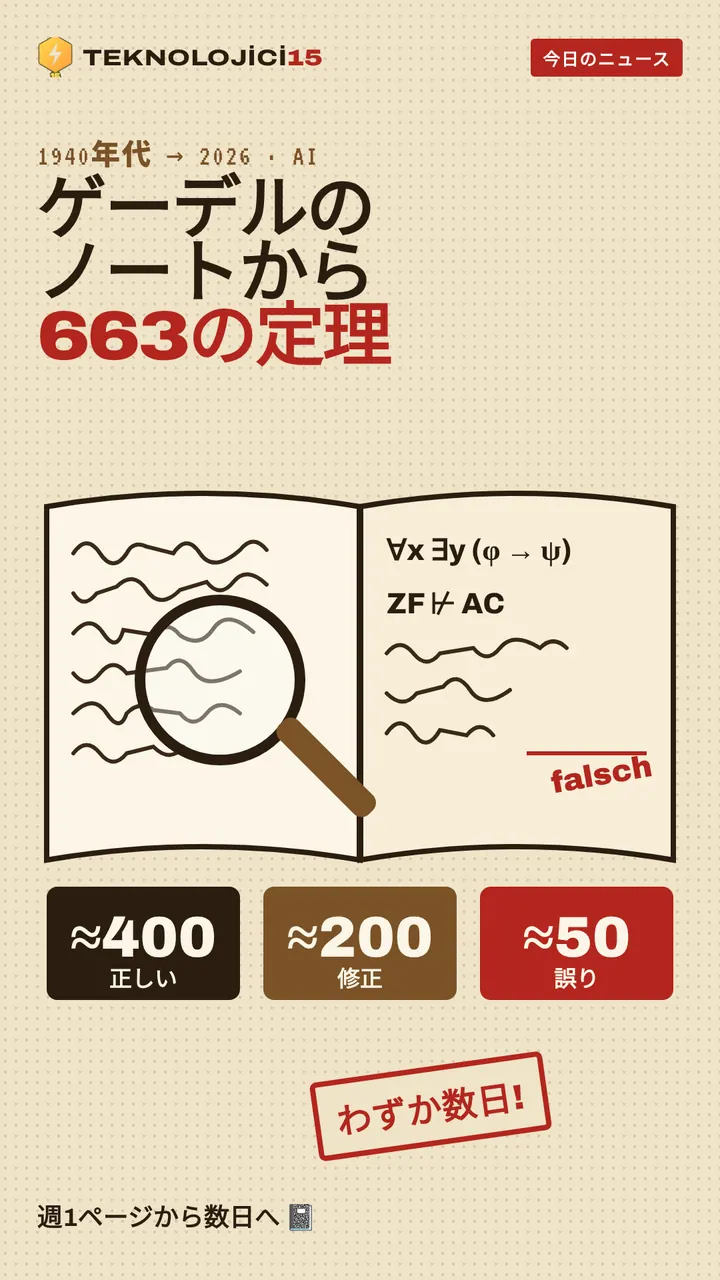 TEKNOLOJİCİ15
今日のニュース
1940年代 → 2026 · AI
ゲーデルの
ノートから
663の定理
∀x ∃y (φ → ψ)
ZF ⊬ AC
falsch
≈400
正しい
≈200
修正
≈50
誤り
わずか数日!
週1ページから数日へ 📓